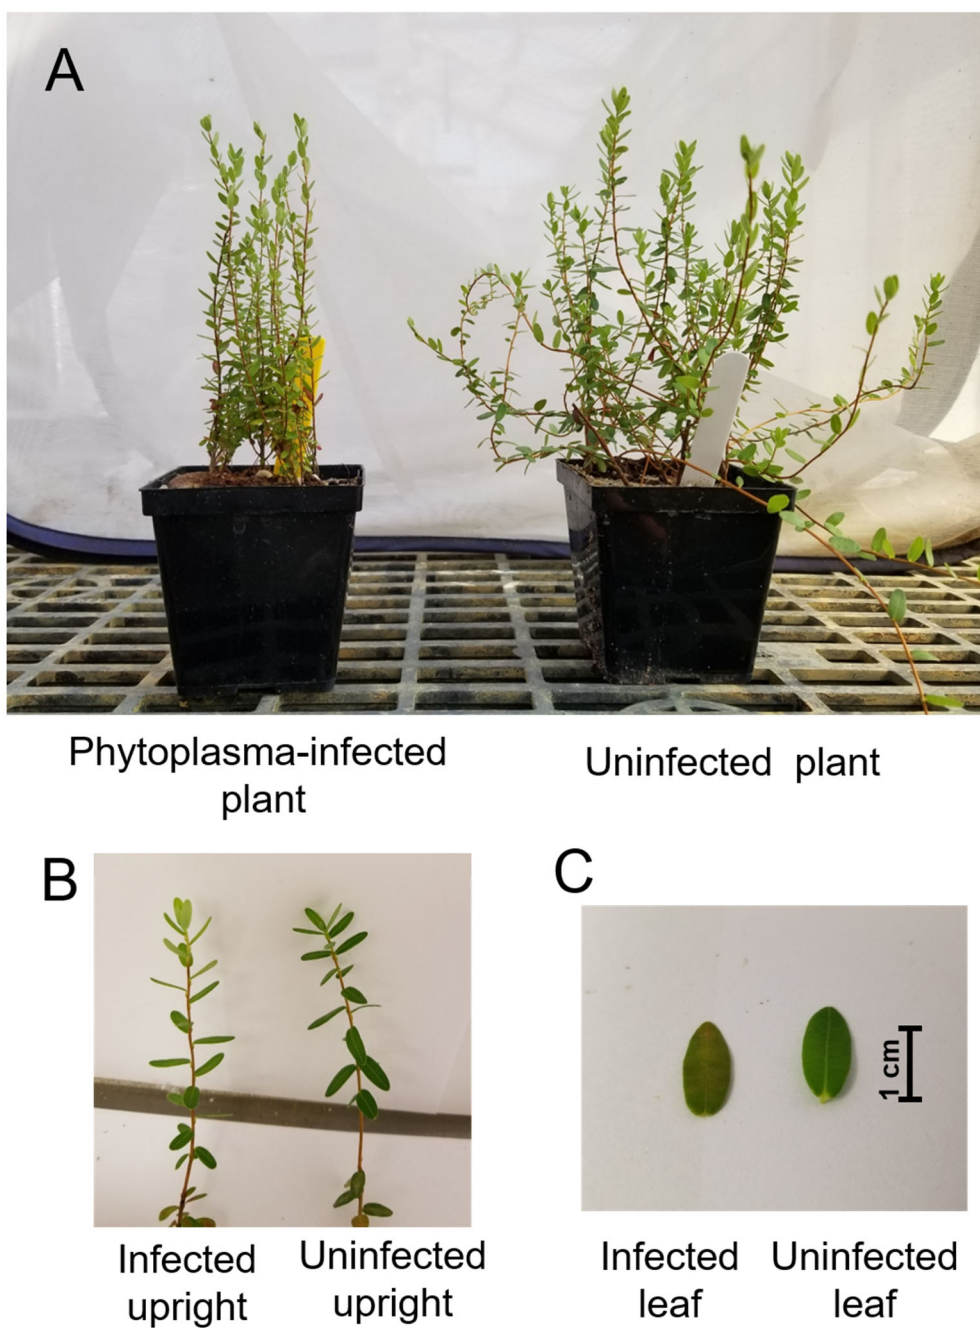 A
Phytoplasma-infected
plant
Uninfected plant
B
C
1 cm
Infected
upright
Uninfected
upright
Infected
leaf
Uninfected
leaf